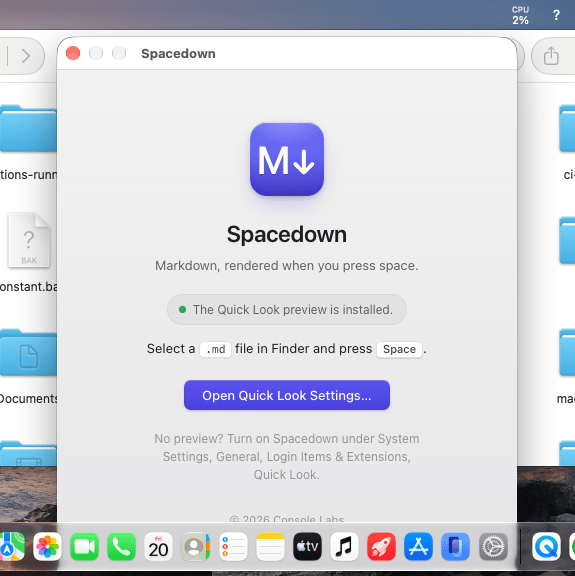 CPU
2%
?
Spacedown
tions-runn
ci-
M↓
?
BAK
onstant.ba
Spacedown
Markdown, rendered when you press space.
The Quick Look preview is installed.
Select a .md file in Finder and press Space.
Open Quick Look Settings...
Documents
mac
No preview? Turn on Spacedown under System
Settings, General, Login Items & Extensions,
Quick Look.
© 2026 Console Labs
Fri
20
tv